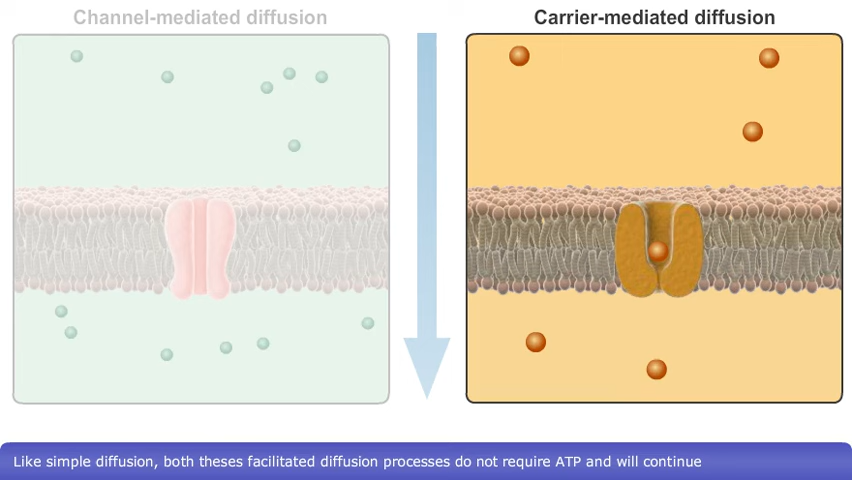 Channel-mediated diffusion
Carrier-mediated diffusion
Like simple diffusion, both theses facilitated diffusion processes do not require ATP and will continue